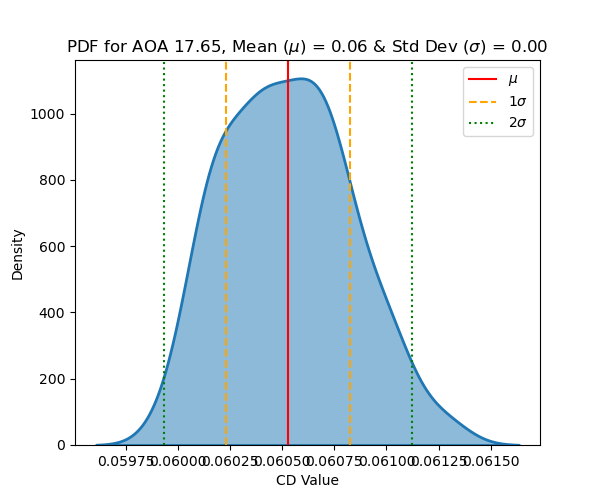 PDF for AOA 17.65, Mean (μ) = 0.06 & Std Dev (σ) = 0.00
μ
1σ
2σ
1000
800
600
400
200
0
Density
0.05975 0.06000 0.06025 0.06050 0.06075 0.06100 0.06125 0.06150
CD Value